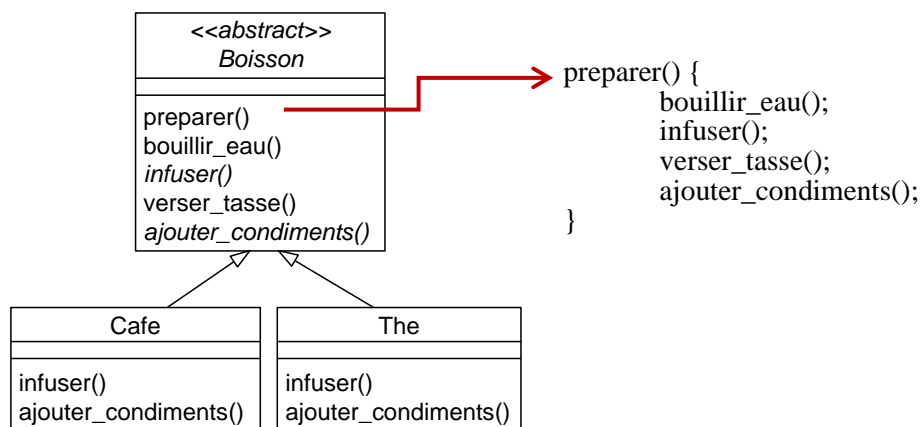 <<abstract>>
Boisson
preparer()
bouillir_eau()
infuser()
verser_tasse()
ajouter_condiments()
preparer() {
bouillir_eau();
infuser();
verser_tasse();
ajouter_condiments();
}
Cafe
infuser()
ajouter_condiments()
The
infuser()
ajouter_condiments()